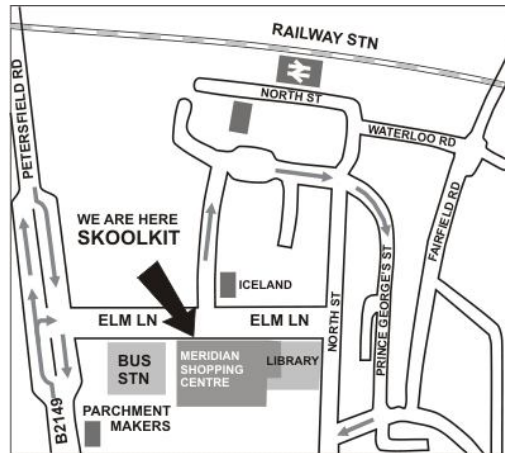 RAILWAY STN
NORTH ST
WATERLOO RD
PETERSFIELD RD
FAIRFIELD RD
WE ARE HERE
SKOOLKIT
ICELAND
PRINCE GEORGE'S ST
NORTH ST
ELM LN
ELM LN
BUS
STN
MERIDIAN
SHOPPING
CENTRE
LIBRARY
B2149
PARCHMENT
MAKERS